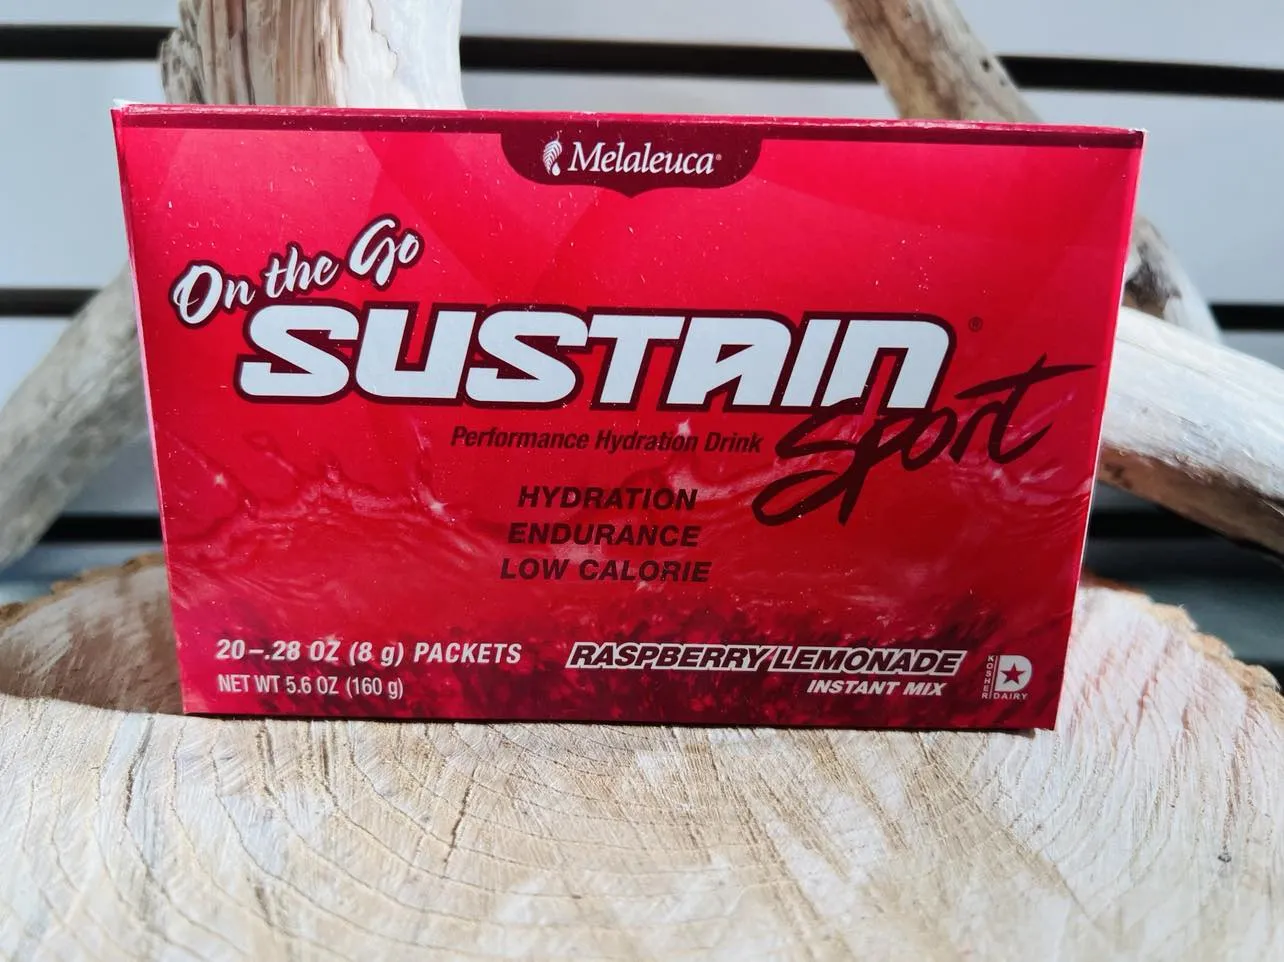 Melaleuca®
On the Go
SUSTAIN®
Sport
Performance Hydration Drink
HYDRATION
ENDURANCE
LOW CALORIE
20-.28 OZ (8 g) PACKETS
NET WT 5.6 OZ (160 g)
RASPBERRY LEMONADE
INSTANT MIX
KOSHER
D
DAIRY